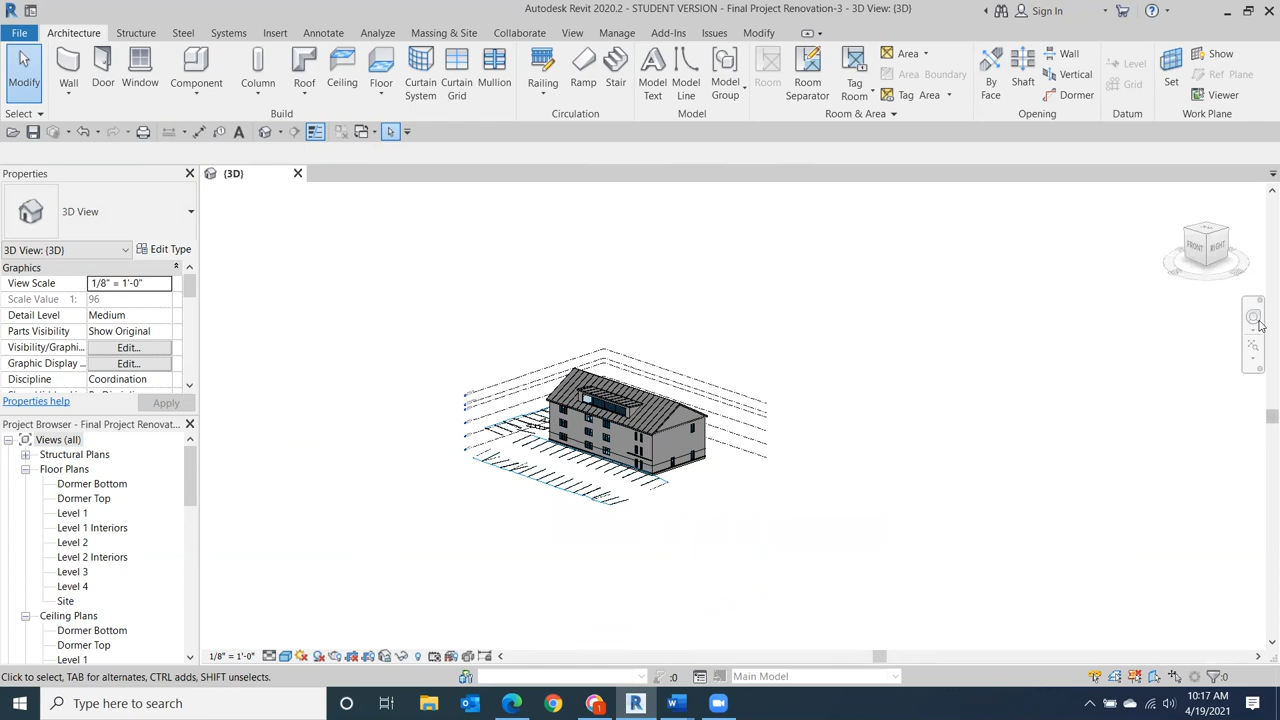 Autodesk Revit 2020.2 - STUDENT VERSION - Final Project Renovation-3 - 3D View: {3D}
Sign In
File Architecture Structure Steel Systems Insert Annotate Analyze Massing & Site Collaborate View Manage Add-Ins Issues Modify
Modify Wall Door Window Component Column Roof Ceiling Floor Curtain System Curtain Grid Mullion Railing Ramp Stair Model Text Model Line Model Group Room Room Separator Tag Room
Area
Area Boundary
Tag Area
By Face Shaft
Wall
Vertical
Dormer
Level
Grid
Set
Show
Ref Plane
Viewer
Select Build Circulation Model Room & Area Opening Datum Work Plane
Properties
{3D}
3D View
3D View: {3D} Edit Type
Graphics
View Scale 1/8" = 1'-0"
Scale Value 1: 96
Detail Level Medium
Parts Visibility Show Original
Visibility/Graphi... Edit...
Graphic Display ... Edit...
Discipline Coordination
Properties help Apply
FRONT RIGHT
Project Browser - Final Project Renovat...
Views (all)
Structural Plans
Floor Plans
Dormer Bottom
Dormer Top
Level 1
Level 1 Interiors
Level 2
Level 2 Interiors
Level 3
Level 4
Site
Ceiling Plans
Dormer Bottom
Dormer Top
Level 1
1/8" = 1'-0"
Click to select, TAB for alternates, CTRL adds, SHIFT unselects.
:0
Main Model
:0
Type here to search
10:17 AM
4/19/2021